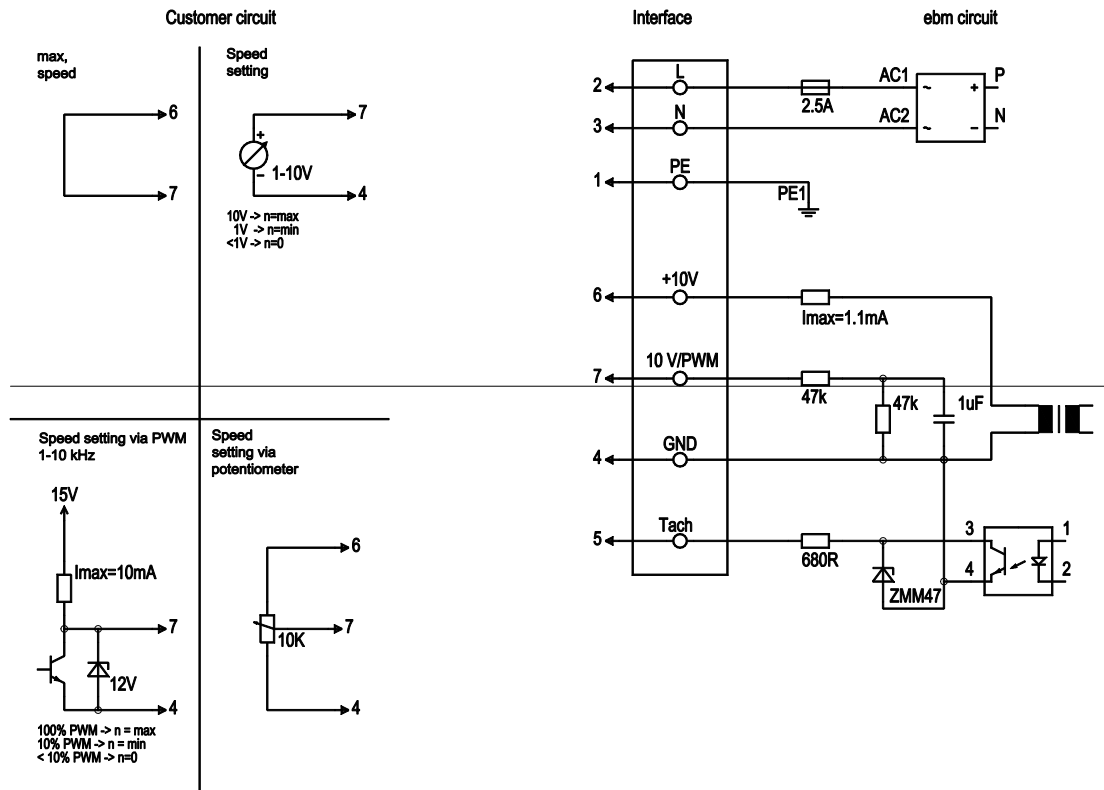 Customer circuit
Interface
ebm circuit
max,
speed
6
7
Speed
setting
7
+
1-10V
–
4
10V -> n=max
1V -> n=min
<1V -> n=0
2
L
2.5A
AC1
~
+
P
3
N
AC2
~
–
N
1
PE
PE1
6
+10V
Imax=1.1mA
7
10 V/PWM
47k
47k
1uF
4
GND
5
Tach
680R
ZMM47
3
4
1
2
Speed setting via PWM
1-10 kHz
15V
Imax=10mA
7
12V
4
100% PWM -> n = max
10% PWM -> n = min
< 10% PWM -> n=0
Speed
setting via
potentiometer
6
7
10K
4